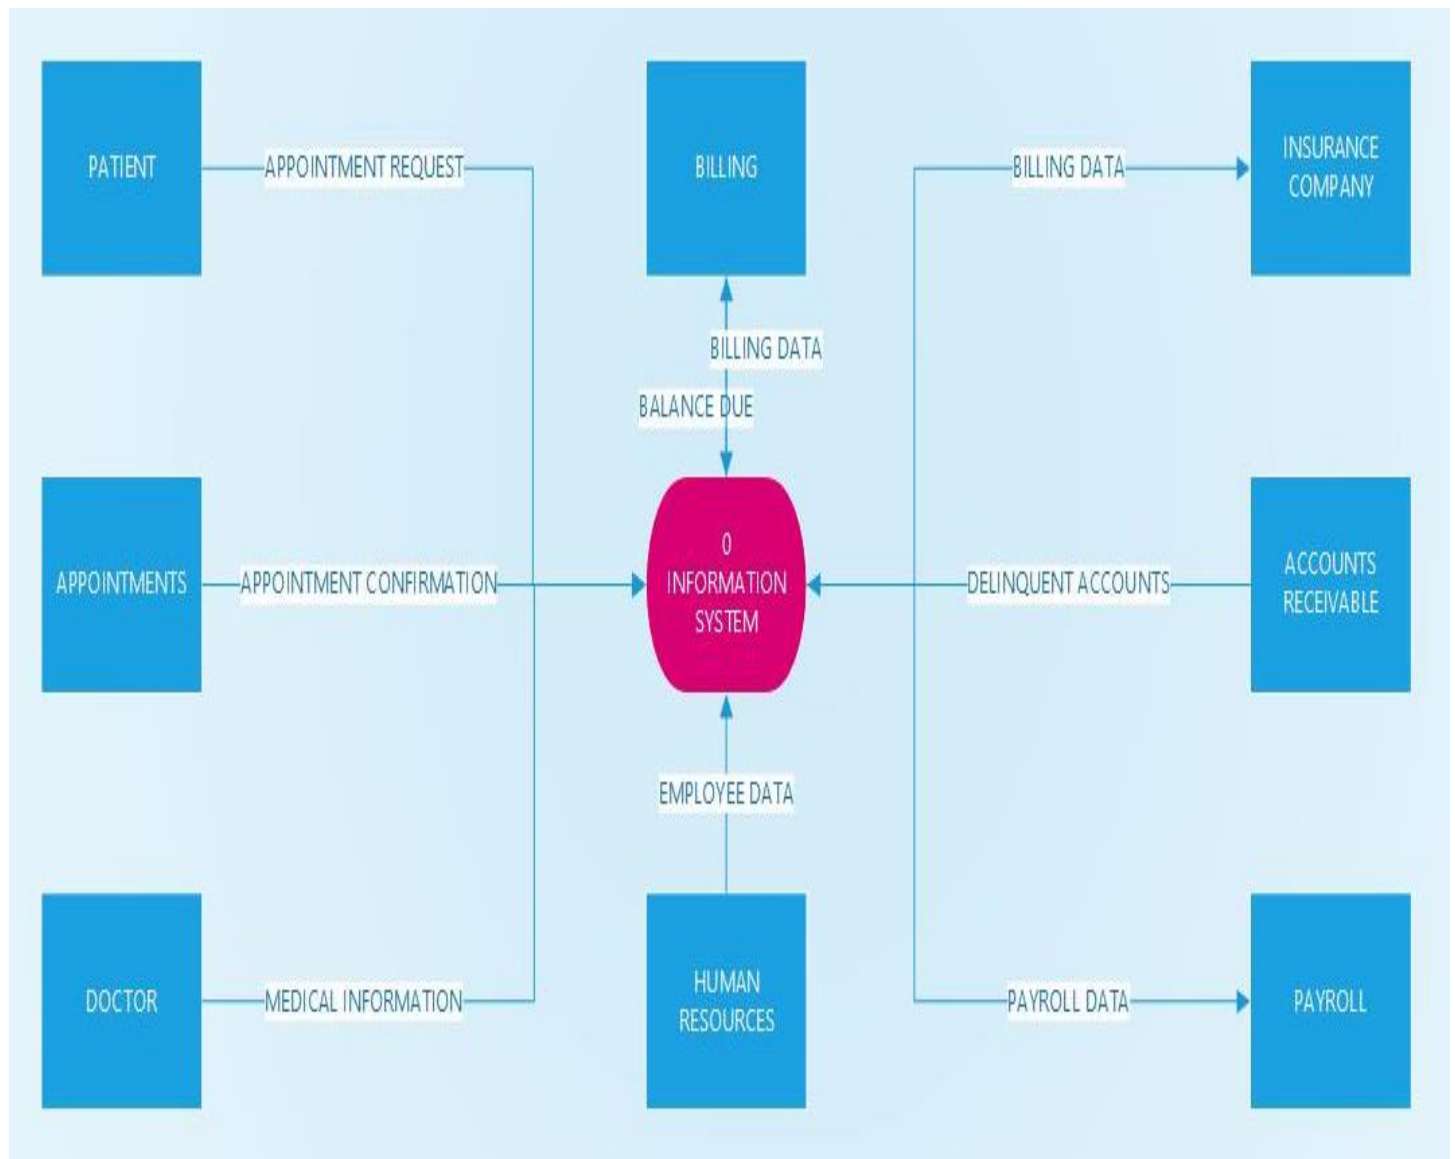 PATIENT
APPOINTMENT REQUEST
BILLING
BILLING DATA
INSURANCE
COMPANY
BILLING DATA
BALANCE DUE
APPOINTMENTS
APPOINTMENT CONFIRMATION
0
INFORMATION
SYSTEM
DELINQUENT ACCOUNTS
ACCOUNTS
RECEIVABLE
EMPLOYEE DATA
DOCTOR
MEDICAL INFORMATION
HUMAN
RESOURCES
PAYROLL DATA
PAYROLL